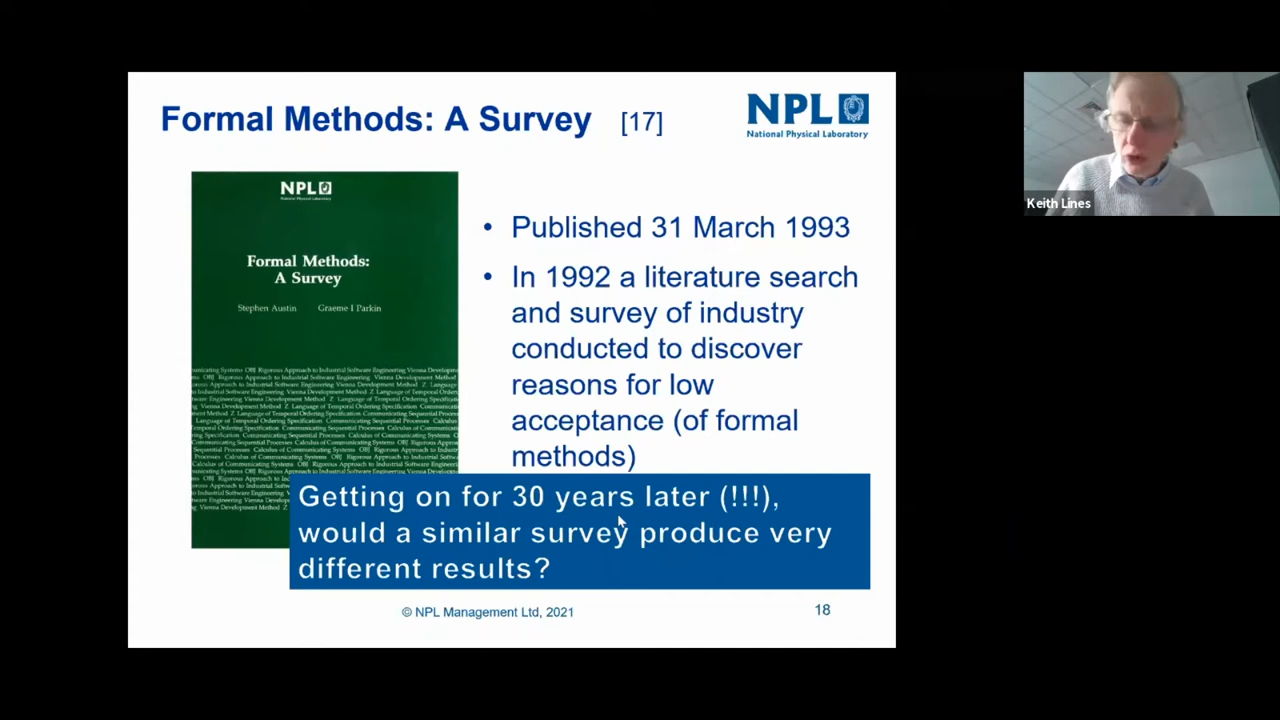 Formal Methods: A Survey [17]
NPL
National Physical Laboratory
NPL
National Physical Laboratory
Formal Methods:
A Survey
Stephen Austin Graeme I Parkin
• Published 31 March 1993
• In 1992 a literature search
and survey of industry
conducted to discover
reasons for low
acceptance (of formal
methods)
Getting on for 30 years later (!!!),
would a similar survey produce very
different results?
© NPL Management Ltd, 2021
18
Keith Lines